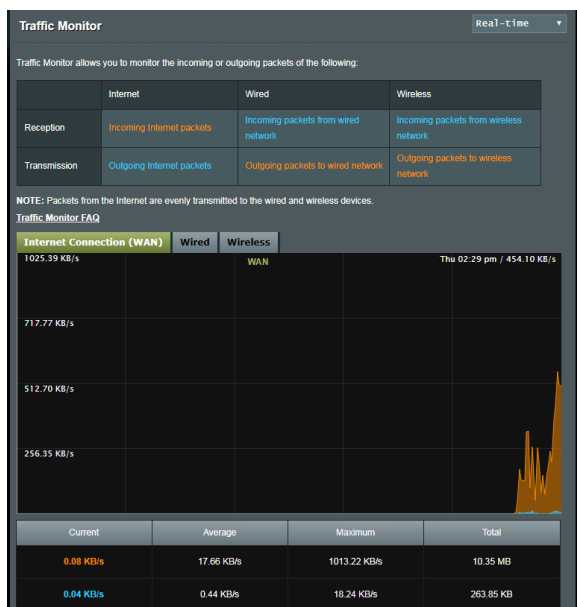 Traffic Monitor
Real-time
Traffic Monitor allows you to monitor the incoming or outgoing packets of the following:
Internet Wired Wireless
Reception Incoming Internet packets Incoming packets from wired network Incoming packets from wireless network
Transmission Outgoing Internet packets Outgoing packets to wired network Outgoing packets to wireless network
NOTE: Packets from the Internet are evenly transmitted to the wired and wireless devices.
Traffic Monitor FAQ
Internet Connection (WAN) Wired Wireless
1025.39 KB/s WAN Thu 02:29 pm / 454.10 KB/s
717.77 KB/s
512.70 KB/s
256.35 KB/s
Current Average Maximum Total
0.08 KB/s 17.66 KB/s 1013.22 KB/s 10.35 MB
0.04 KB/s 0.44 KB/s 18.24 KB/s 263.85 KB